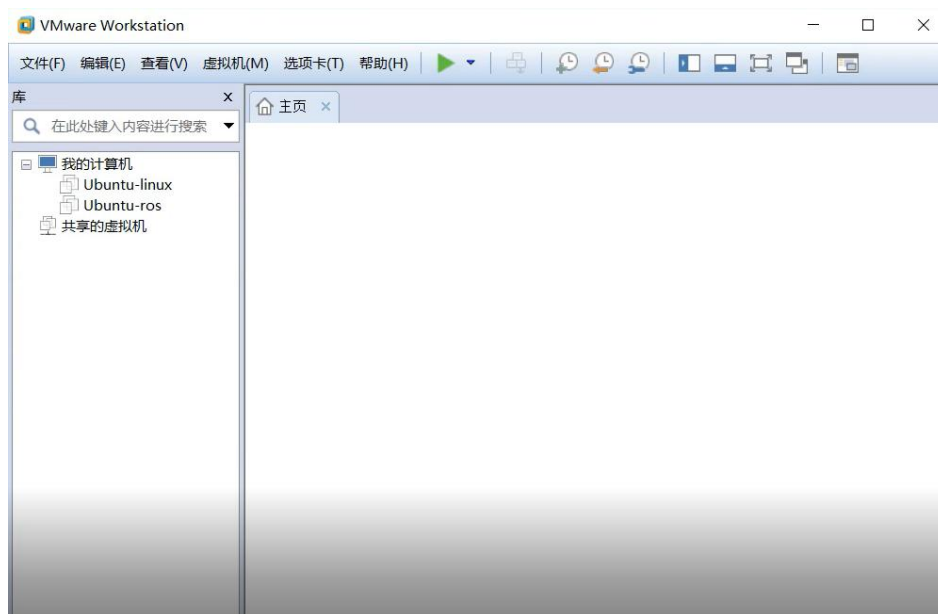 VMware Workstation
文件(F) 编辑(E) 查看(V) 虚拟机(M) 选项卡(T) 帮助(H)
库
主页
在此处键入内容进行搜索
我的计算机
Ubuntu-linux
Ubuntu-ros
共享的虚拟机